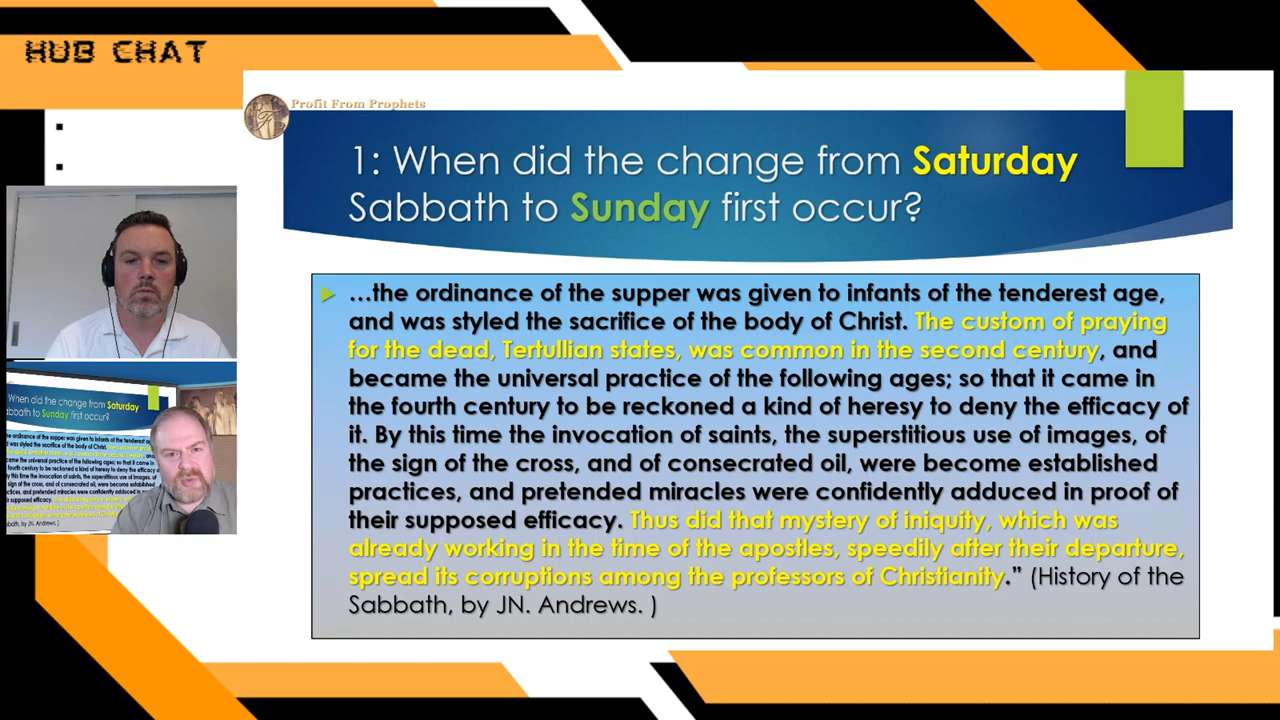 HUB CHAT
Profit From Prophets
1: When did the change from Saturday
Sabbath to Sunday first occur?
…the ordinance of the supper was given to infants of the tenderest age,
and was styled the sacrifice of the body of Christ. The custom of praying
for the dead, Tertullian states, was common in the second century, and
became the universal practice of the following ages; so that it came in
the fourth century to be reckoned a kind of heresy to deny the efficacy of
it. By this time the invocation of saints, the superstitious use of images, of
the sign of the cross, and of consecrated oil, were become established
practices, and pretended miracles were confidently adduced in proof of
their supposed efficacy. Thus did that mystery of iniquity, which was
already working in the time of the apostles, speedily after their departure,
spread its corruptions among the professors of Christianity.” (History of the
Sabbath, by JN. Andrews. )
When did the change from Saturday
bbath to Sunday first occur?